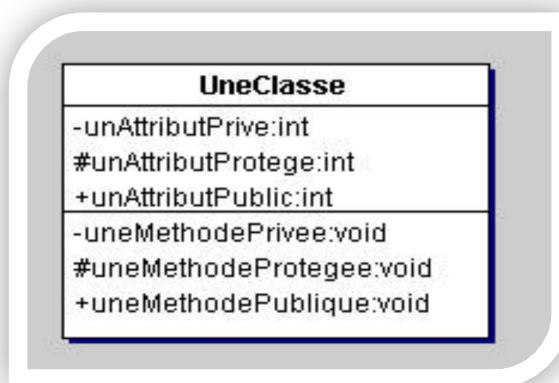 UneClasse
-unAttributPrive:int
#unAttributProtege:int
+unAttributPublic:int
-uneMethodePrivee:void
#uneMethodeProtegee:void
+uneMethodePublique:void